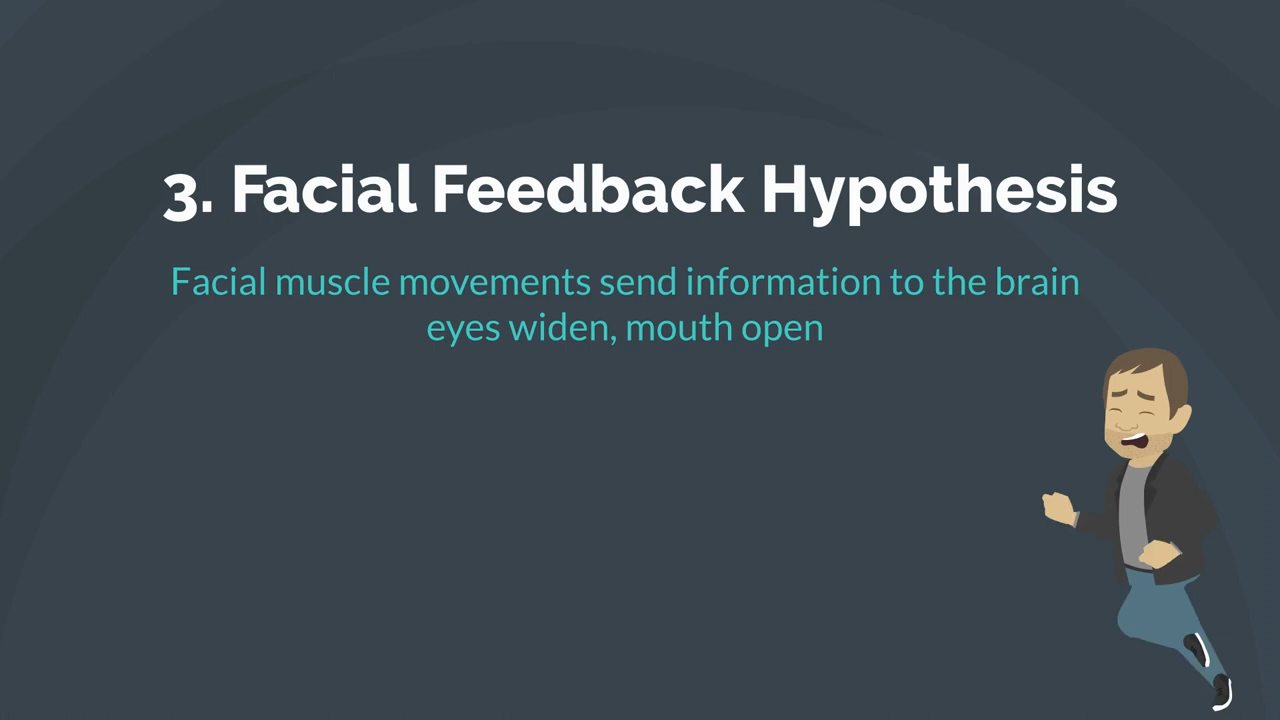 3. Facial Feedback Hypothesis
Facial muscle movements send information to the brain
eyes widen, mouth open